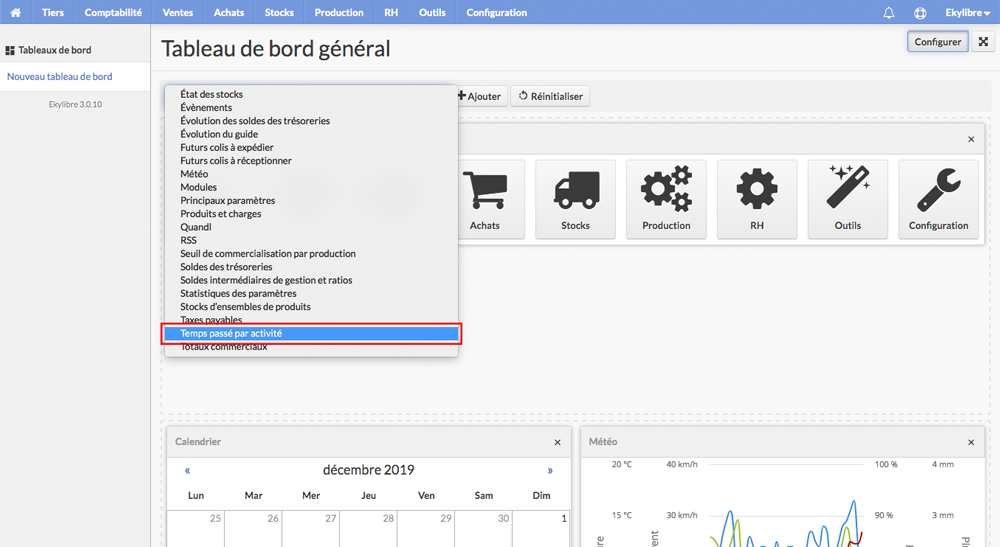 Tiers Comptabilité Ventes Achats Stocks Production RH Outils Configuration Ekylibre
Tableaux de bord
Nouveau tableau de bord
Ekylibre 3.0.10
Tableau de bord général
Configurer
État des stocks
Évènements
Évolution des soldes des trésoreries
Évolution du guide
Futurs colis à expédier
Futurs colis à réceptionner
Météo
Modules
Principaux paramètres
Produits et charges
Quandl
RSS
Seuil de commercialisation par production
Soldes des trésoreries
Soldes intermédiaires de gestion et ratios
Statistiques des paramètres
Stocks d'ensembles de produits
Taxes payables
Temps passé par activité
Totaux commerciaux
Ajouter
Réinitialiser
Achats Stocks Production RH Outils Configuration
Calendrier
« décembre 2019 »
Lun Mar Mer Jeu Ven Sam Dim
25 26 27 28 29 30 1
Météo
20 °C 40 km/h 100 % 4 mm
15 °C 30 km/h 90 % 3 mm